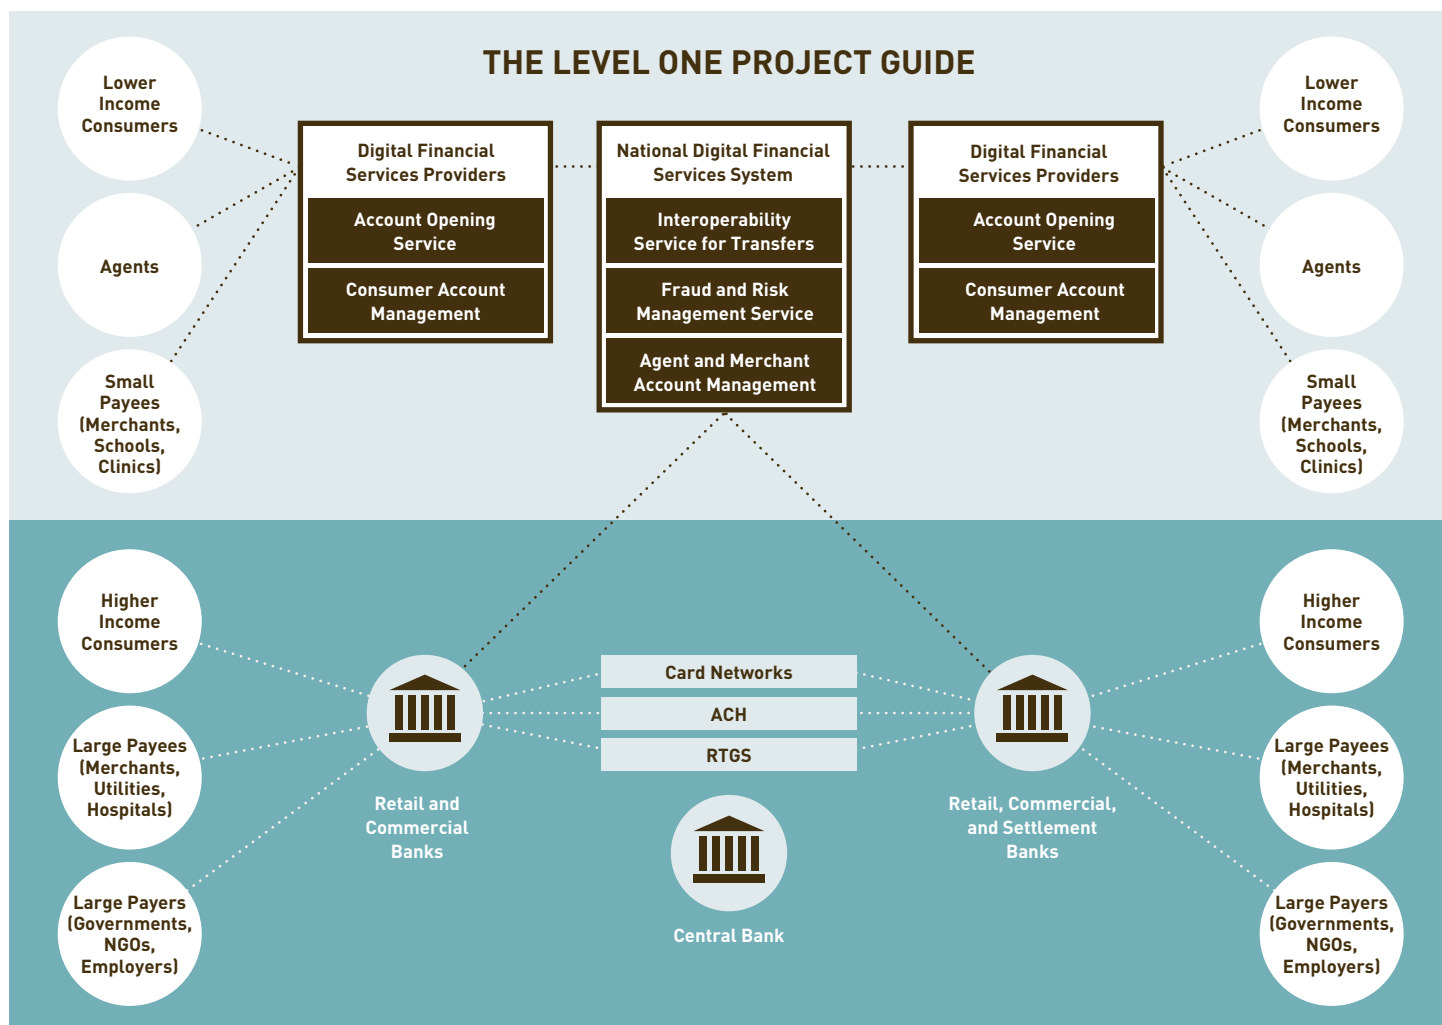 THE LEVEL ONE PROJECT GUIDE
Lower
Income
Consumers
Agents
Small
Payees
(Merchants,
Schools,
Clinics)
Digital Financial
Services Providers
Account Opening
Service
Consumer Account
Management
National Digital Financial
Services System
Interoperability
Service for Transfers
Fraud and Risk
Management Service
Agent and Merchant
Account Management
Digital Financial
Services Providers
Account Opening
Service
Consumer Account
Management
Lower
Income
Consumers
Agents
Small
Payees
(Merchants,
Schools,
Clinics)
Higher
Income
Consumers
Large Payees
(Merchants,
Utilities,
Hospitals)
Large Payers
(Governments,
NGOs,
Employers)
Retail and
Commercial
Banks
Card Networks
ACH
RTGS
Central Bank
Retail, Commercial,
and Settlement
Banks
Higher
Income
Consumers
Large Payees
(Merchants,
Utilities,
Hospitals)
Large Payers
(Governments,
NGOs,
Employers)